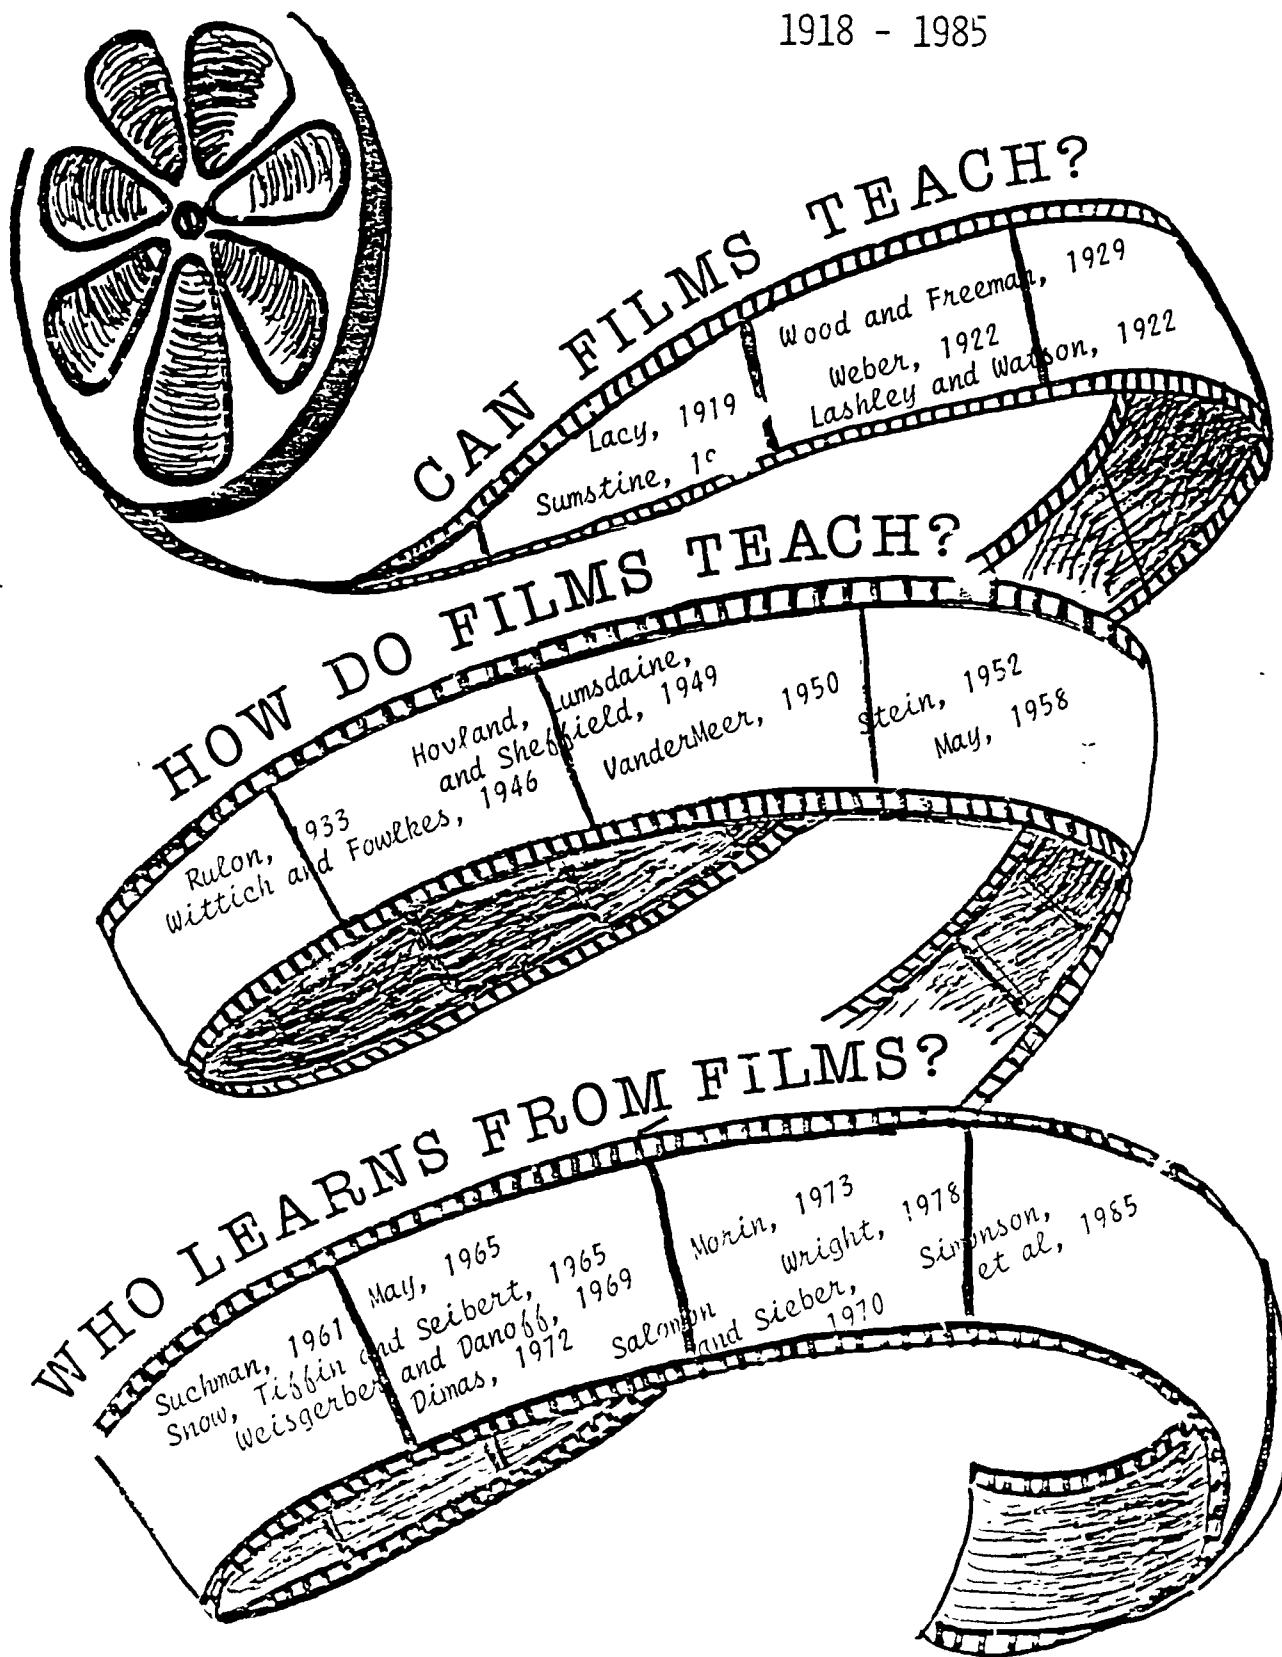 1918 - 1985
CAN FILMS TEACH?
Lacy, 1919
Sumstine,
Wood and Freeman, 1929
Weber, 1922
Lashley and Watson, 1922
HOW DO FILMS TEACH?
Rulon, 1933
Wittich and Fowlkes, 1946
Hovland, Lumsdaine,
and Sheffield, 1949
VanderMeer, 1950
Stein, 1952
May, 1958
WHO LEARNS FROM FILMS?
Suchman, 1961
Snow, Tiffin and Seibert, 1965
Weisgerber and Danoff, 1969
May, 1965
Dimas, 1972
Salomon
and Sieber,
1970
Morin, 1973
Wright, 1978
Simonson,
et al, 1985